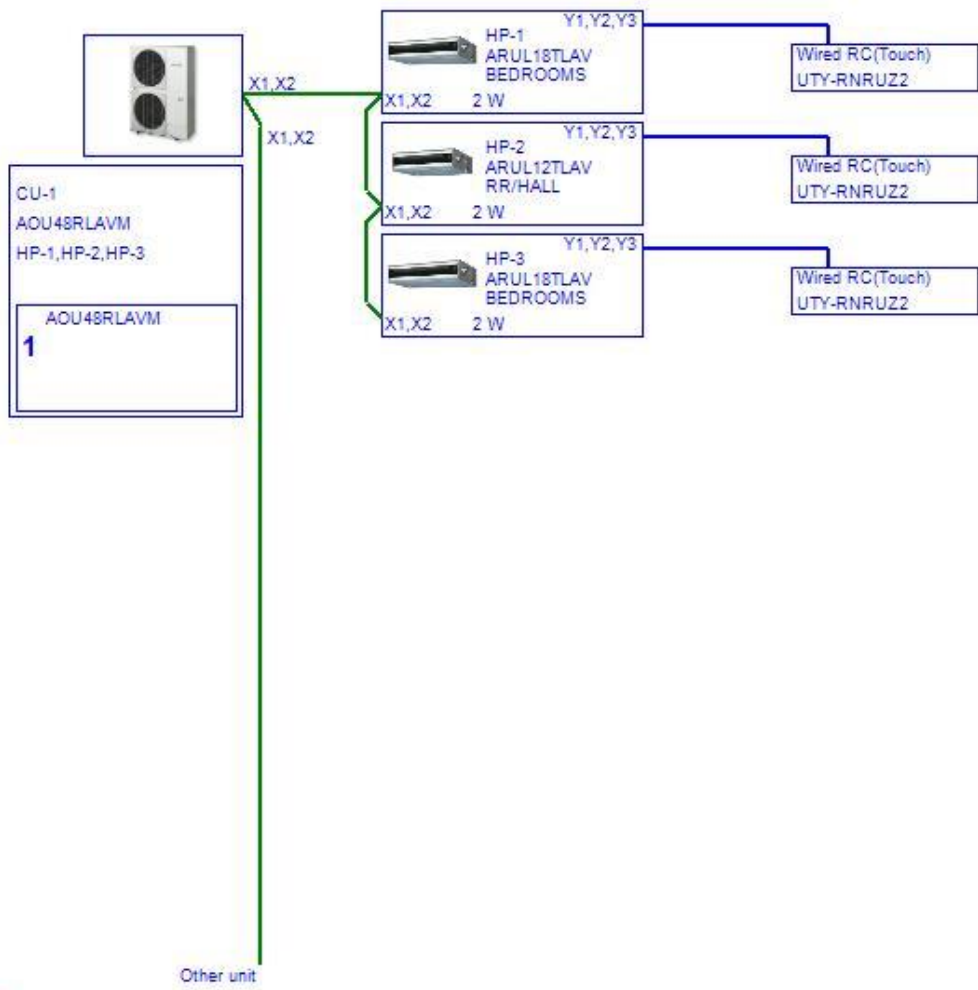 X1,X2
X1,X2
CU-1
AOU48RLAVM
HP-1,HP-2,HP-3
AOU48RLAVM
1
Y1,Y2,Y3
HP-1
ARUL18TLAV
BEDROOMS
X1,X2 2 W
Wired RC(Touch)
UTY-RNRUZ2
Y1,Y2,Y3
HP-2
ARUL12TLAV
RR/HALL
X1,X2 2 W
Wired RC(Touch)
UTY-RNRUZ2
Y1,Y2,Y3
HP-3
ARUL18TLAV
BEDROOMS
X1,X2 2 W
Wired RC(Touch)
UTY-RNRUZ2
Other unit